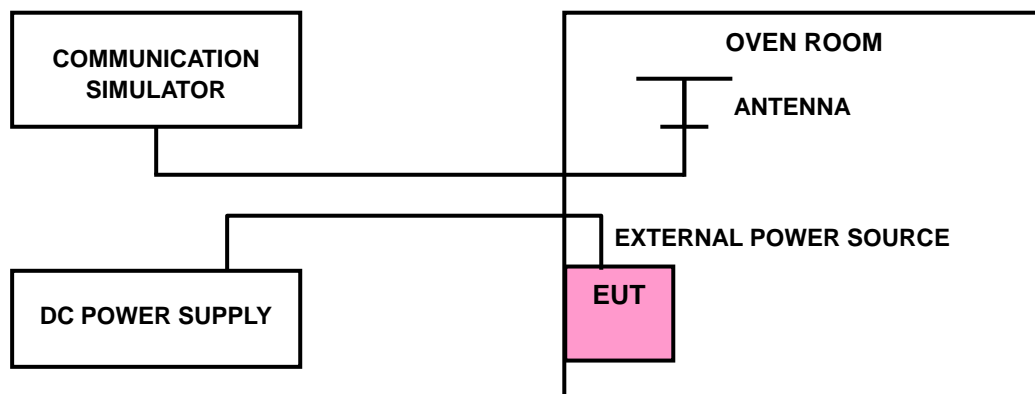 COMMUNICATION
SIMULATOR
OVEN ROOM
ANTENNA
EXTERNAL POWER SOURCE
DC POWER SUPPLY
EUT